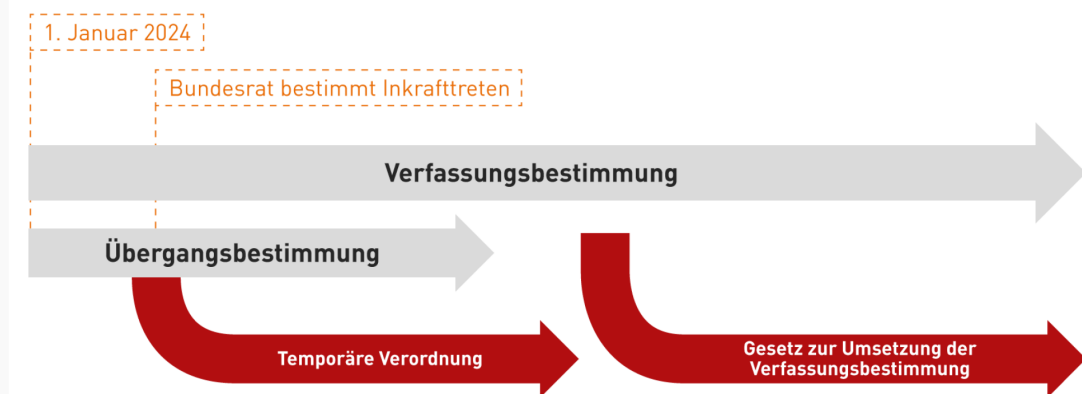 1. Januar 2024
Bundesrat bestimmt Inkrafttreten
Verfassungsbestimmung
Übergangsbestimmung
Temporäre Verordnung
Gesetz zur Umsetzung der
Verfassungsbestimmung